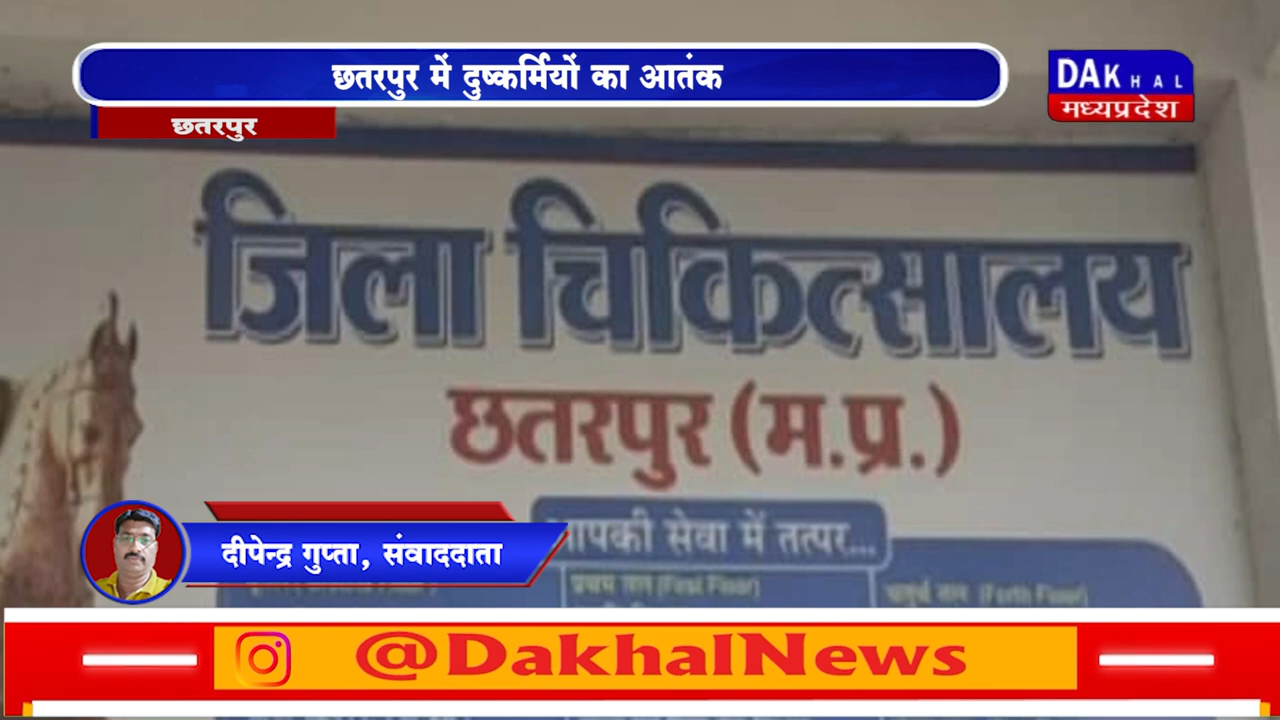 छतरपुर में दुष्कर्मियों का आतंक
DAKHAL
मध्यप्रदेश
छतरपुर
जिला चिकित्सालय
छतरपुर (म.प्र.)
आपकी सेवा में तत्पर...
दीपेन्द्र गुप्ता, संवाददाता
प्रथम तल (First Floor)
चतुर्थ तल (Forth Floor)
@DakhalNews